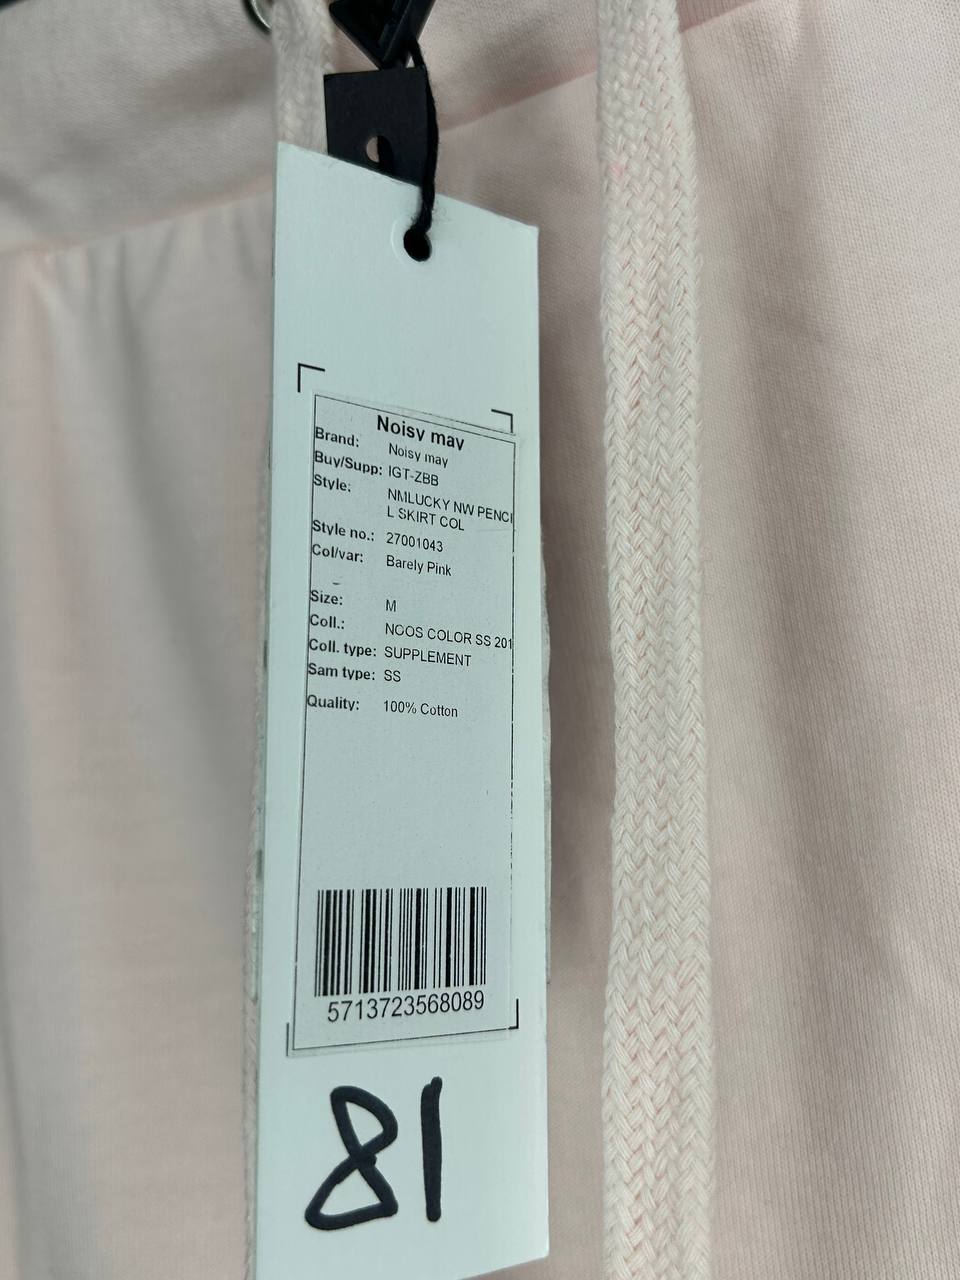 Noisy may
Brand: Noisy may
Buy/Supp: IGT-ZBB
Style: NMLUCKY NW PENCI
L SKIRT COL
Style no.: 27001043
Col/var: Barely Pink
Size: M
Coll.: NOOS COLOR SS 201
Coll. type: SUPPLEMENT
Sam type: SS
Quality: 100% Cotton
5713723568089
81